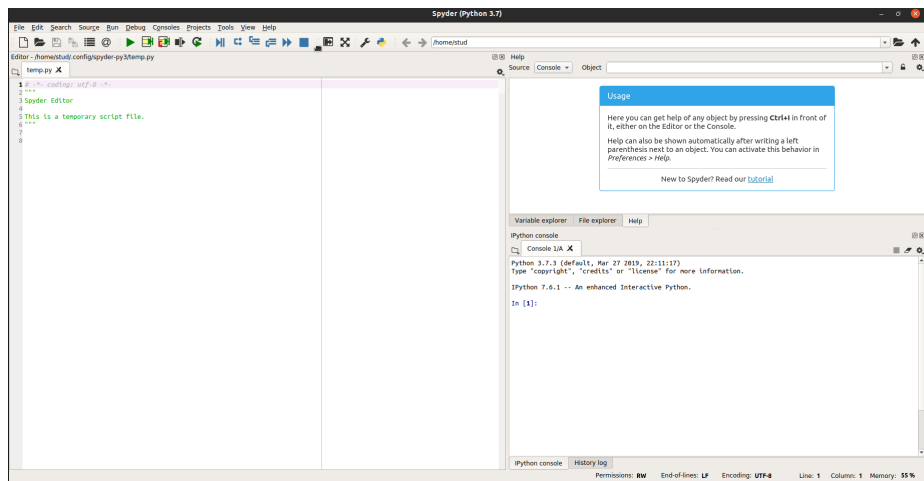 Spyder (Python 3.7)
File Edit Search Source Run Debug Consoles Projects Tools View Help
/home/stud
Editor - /home/stud/.config/spyder-py3/temp.py
temp.py
1 # -*- coding: utf-8 -*-
2 """
3 Spyder Editor
4
5 This is a temporary script file.
6 """
7
8
Help
Source Console Object
Usage
Here you can get help of any object by pressing Ctrl+I in front of
it, either on the Editor or the Console.
Help can also be shown automatically after writing a left
parenthesis next to an object. You can activate this behavior in
Preferences > Help.
New to Spyder? Read our tutorial
Variable explorer File explorer Help
IPython console
Console 1/A
Python 3.7.3 (default, Mar 27 2019, 22:11:17)
Type "copyright", "credits" or "license" for more information.
IPython 7.6.1 -- An enhanced Interactive Python.
In [1]:
IPython console History log
Permissions: RW End-of-lines: LF Encoding: UTF-8 Line: 1 Column: 1 Memory: 55 %